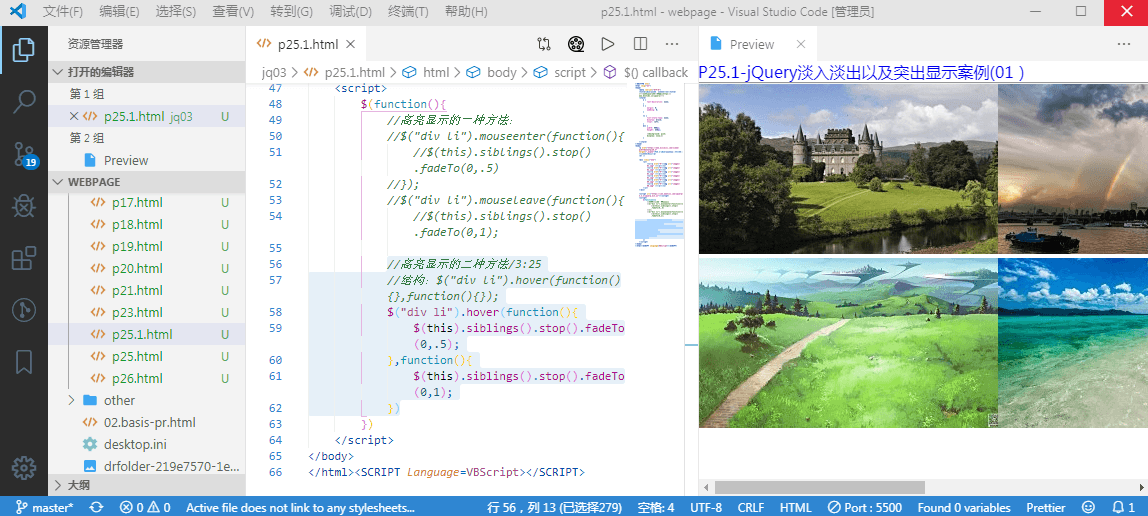 文件(F) 编辑(E) 选择(S) 查看(V) 转到(G) 调试(D) 终端(T) 帮助(H) p25.1.html - webpage - Visual Studio Code [管理员]
资源管理器
打开的编辑器
第 1 组
p25.1.html jq03 U
第 2 组
Preview
WEBPAGE
p17.html U
p18.html U
p19.html U
p20.html U
p21.html U
p23.html U
p25.1.html U
p25.html U
p26.html U
other
02.basis-pr.html
desktop.ini
drfolder-219e7570-1e...
大纲
19
p25.1.html
jq03 > p25.1.html > html > body > script > $() callback
47 <script>
48 $(function(){
49 //高亮显示的一种方法:
50 //$("div li").mouseenter(function(){
51 //$(this).siblings().stop()
.fadeTo(0,.5)
52 //});
53 //$("div li").mouseleave(function(){
54 //$(this).siblings().stop()
.fadeTo(0,1);
55
56 //高亮显示的二种方法/3:25
57 //结构: $("div li").hover(function()
{},function(){});
58 $("div li").hover(function(){
59 $(this).siblings().stop().fadeTo
(0,.5);
60 },function(){
61 $(this).siblings().stop().fadeTo
(0,1);
62 })
63 })
64 </script>
65 </body>
66 </html><SCRIPT Language=VBScript></SCRIPT>
Preview
P25.1-jQuery淡入淡出以及突出显示案例(01 )
master* 0 0 Active file does not link to any stylesheets... 行 56，列 13 (已选择279) 空格: 4 UTF-8 CRLF HTML Port : 5500 Found 0 variables Prettier 1